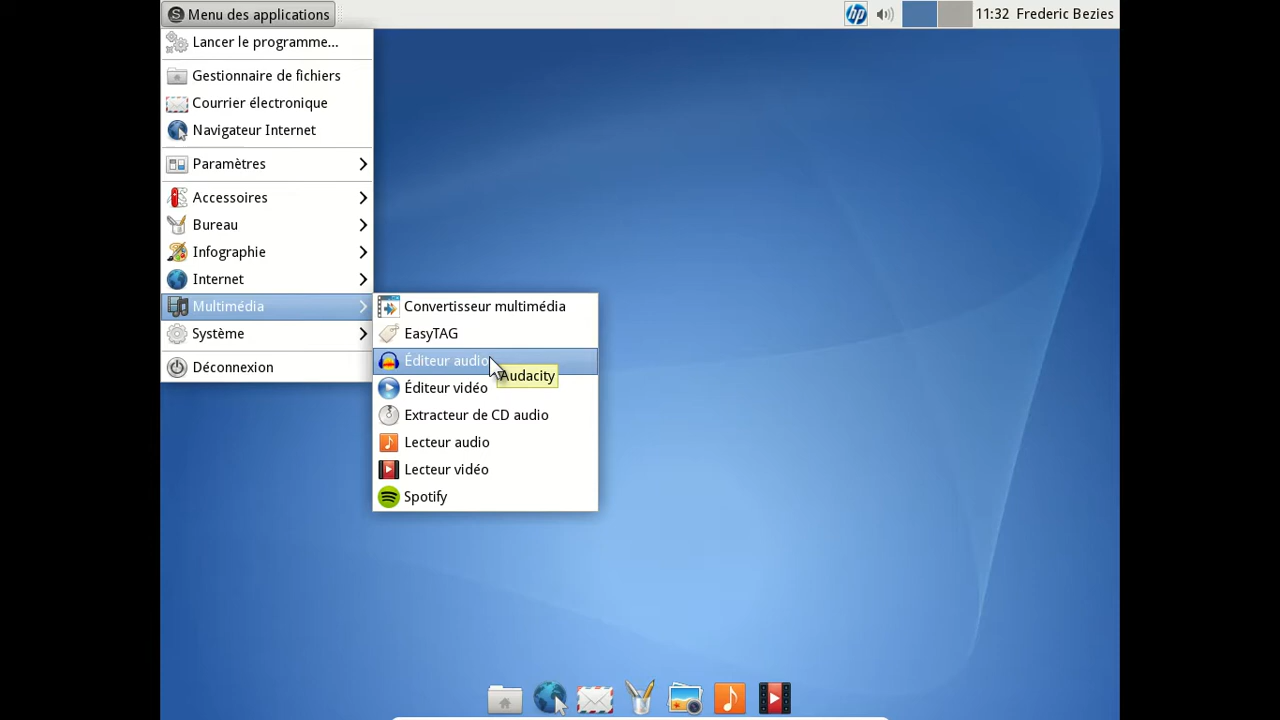 Menu des applications
11:32 Frederic Bezies
Lancer le programme...
Gestionnaire de fichiers
Courrier électronique
Navigateur Internet
Paramètres
Accessoires
Bureau
Infographie
Internet
Multimédia
Système
Déconnexion
Convertisseur multimédia
EasyTAG
Éditeur audio
Audacity
Éditeur vidéo
Extracteur de CD audio
Lecteur audio
Lecteur vidéo
Spotify
hp